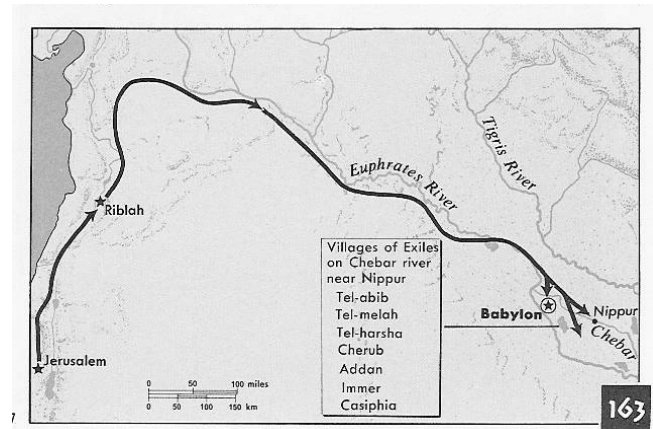 Tigris River
Euphrates River
Riblah
Villages of Exiles
on Chebar river
near Nippur
Tel-abib
Tel-melah
Tel-harsha
Cherub
Addan
Immer
Casiphia
Babylon
Nippur
Chebar
Jerusalem
0 50 100 miles
0 50 100 150 km
7
163